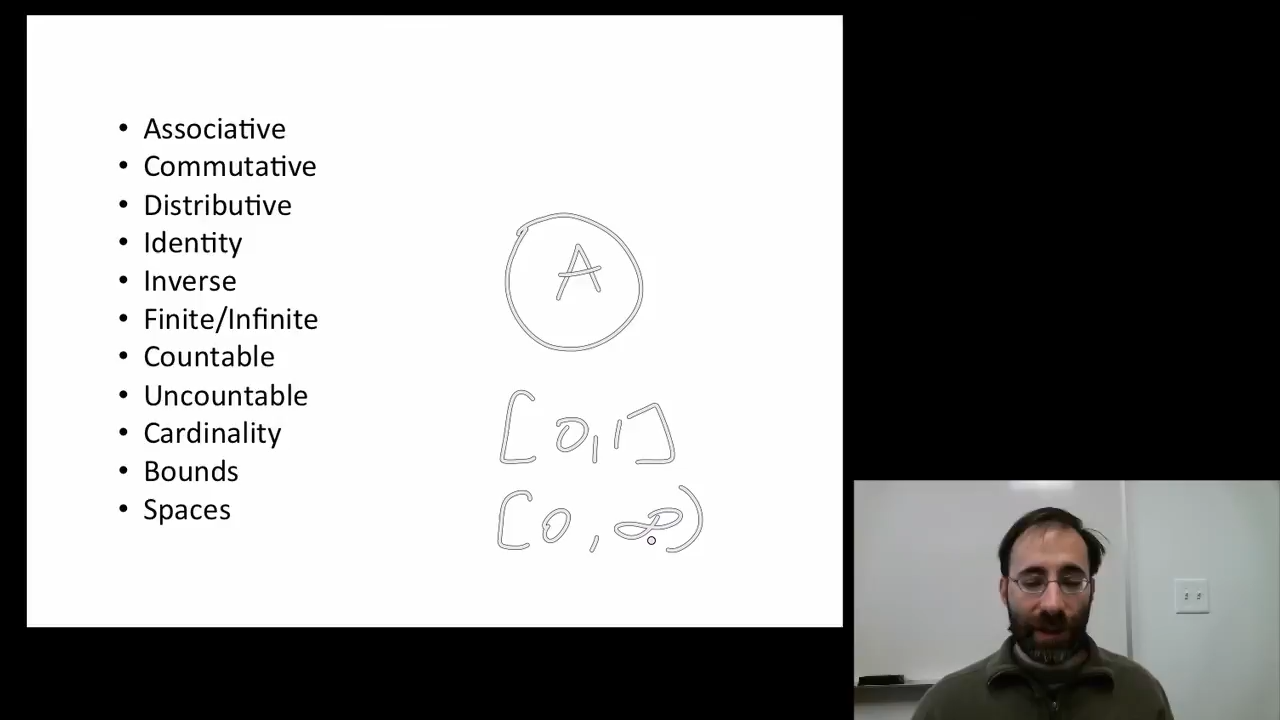 • Associative
• Commutative
• Distributive
• Identity
• Inverse
• Finite/Infinite
• Countable
• Uncountable
• Cardinality
• Bounds
• Spaces
A
[0,1]
[0,∞)